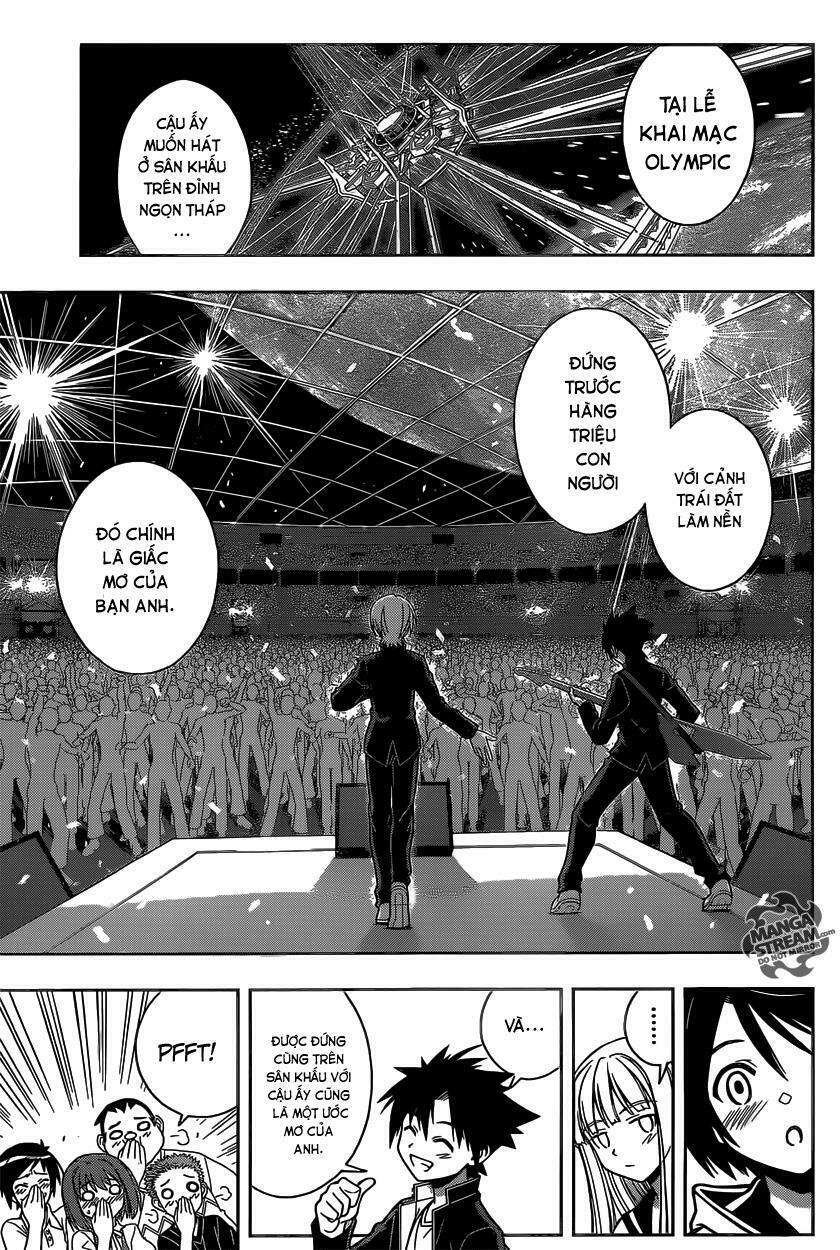 TẠI LỄ
KHAI MẠC
OLYMPIC
CẬU ẤY
MUỐN HÁT
Ở SÂN KHẤU
TRÊN ĐỈNH
NGỌN THÁP
...
VỚI CẢNH
TRÁI ĐẤT
LÀM NỀN
ĐỨNG
TRƯỚC
HÀNG
TRIỆU
CON
NGƯỜI
ĐÓ CHÍNH
LÀ GIẤC
MƠ CỦA
BẠN ANH.
MANGA
STREAM.com
DO NOT MIRROR
......
VÀ...
ĐƯỢC ĐỨNG
CÙNG TRÊN
SÂN KHẤU VỚI
CẬU ẤY CŨNG
LÀ MỘT ƯỚC
MƠ CỦA
ANH.
PFFT!